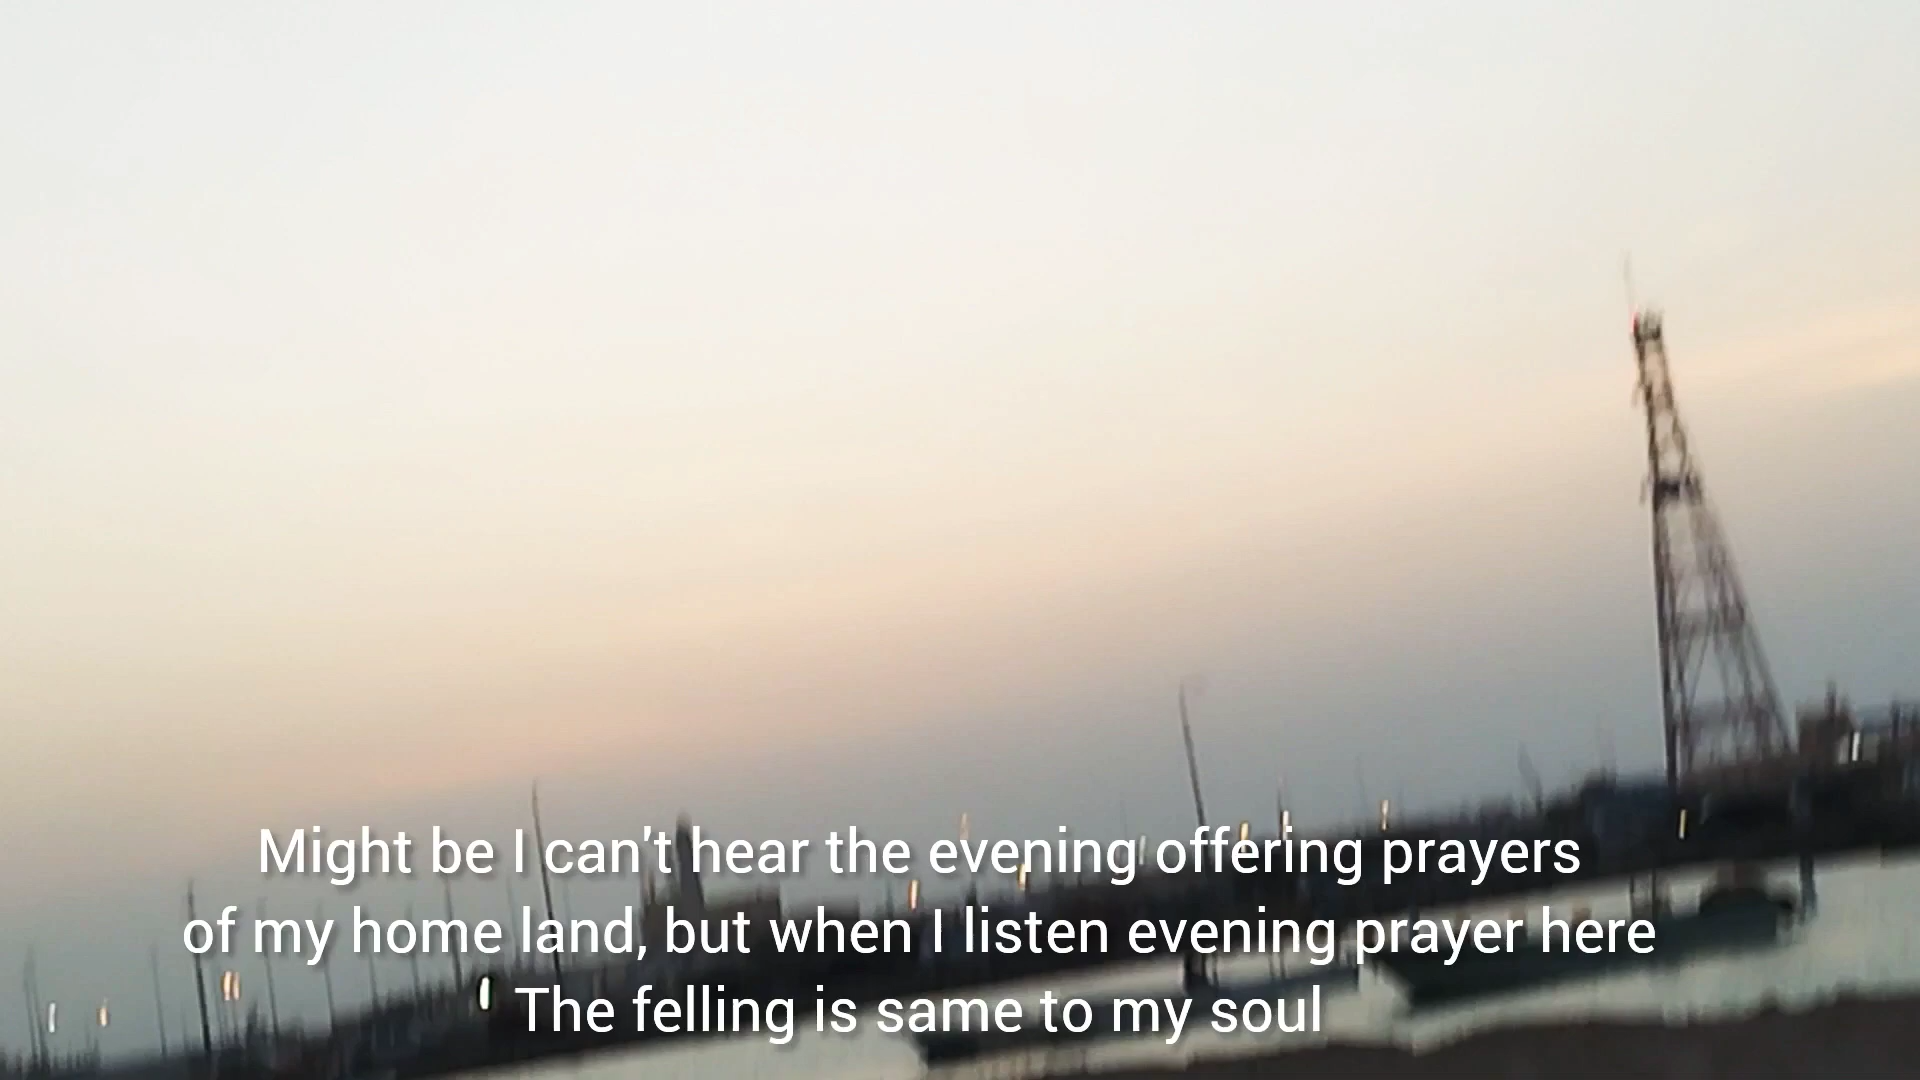 Might be I can't hear the evening offering prayers
of my home land, but when I listen evening prayer here
The felling is same to my soul